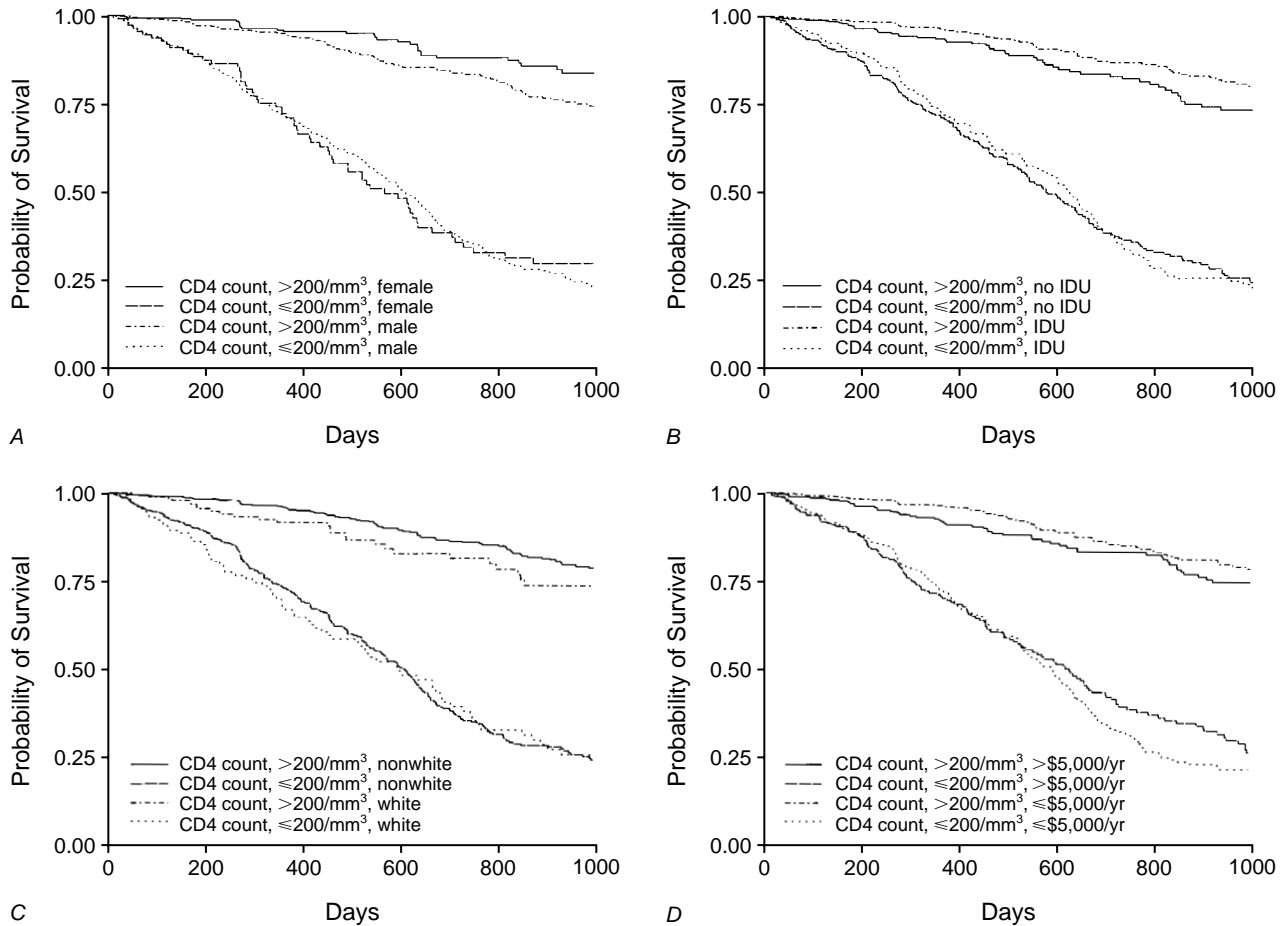 1.00
0.75
0.50
0.25
0.00
Probability of Survival
CD4 count, >200/mm³, female
CD4 count, ⩽200/mm³, female
CD4 count, >200/mm³, male
CD4 count, ⩽200/mm³, male
0 200 400 600 800 1000
Days
A
1.00
0.75
0.50
0.25
0.00
Probability of Survival
CD4 count, >200/mm³, no IDU
CD4 count, ⩽200/mm³, no IDU
CD4 count, >200/mm³, IDU
CD4 count, ⩽200/mm³, IDU
0 200 400 600 800 1000
Days
B
1.00
0.75
0.50
0.25
0.00
Probability of Survival
CD4 count, >200/mm³, nonwhite
CD4 count, ⩽200/mm³, nonwhite
CD4 count, >200/mm³, white
CD4 count, ⩽200/mm³, white
0 200 400 600 800 1000
Days
C
1.00
0.75
0.50
0.25
0.00
Probability of Survival
CD4 count, >200/mm³, >$5,000/yr
CD4 count, ⩽200/mm³, >$5,000/yr
CD4 count, >200/mm³, ⩽$5,000/yr
CD4 count, ⩽200/mm³, ⩽$5,000/yr
0 200 400 600 800 1000
Days
D